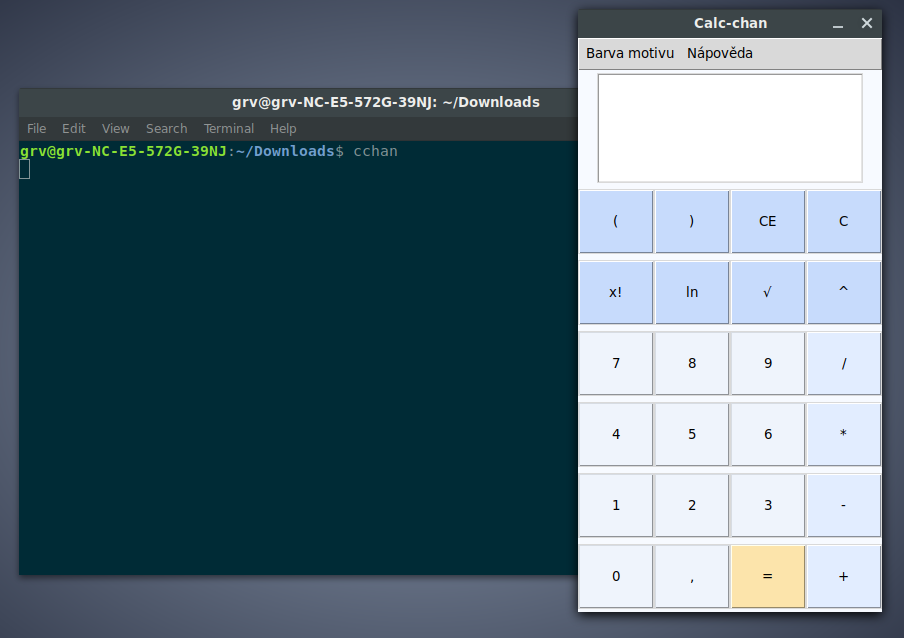 grv@grv-NC-E5-572G-39NJ: ~/Downloads
File Edit View Search Terminal Help
grv@grv-NC-E5-572G-39NJ:~/Downloads$ cchan
Calc-chan
Barva motivu Nápověda
( ) CE C
x! ln √ ^
7 8 9 /
4 5 6 *
1 2 3 -
0 , = +